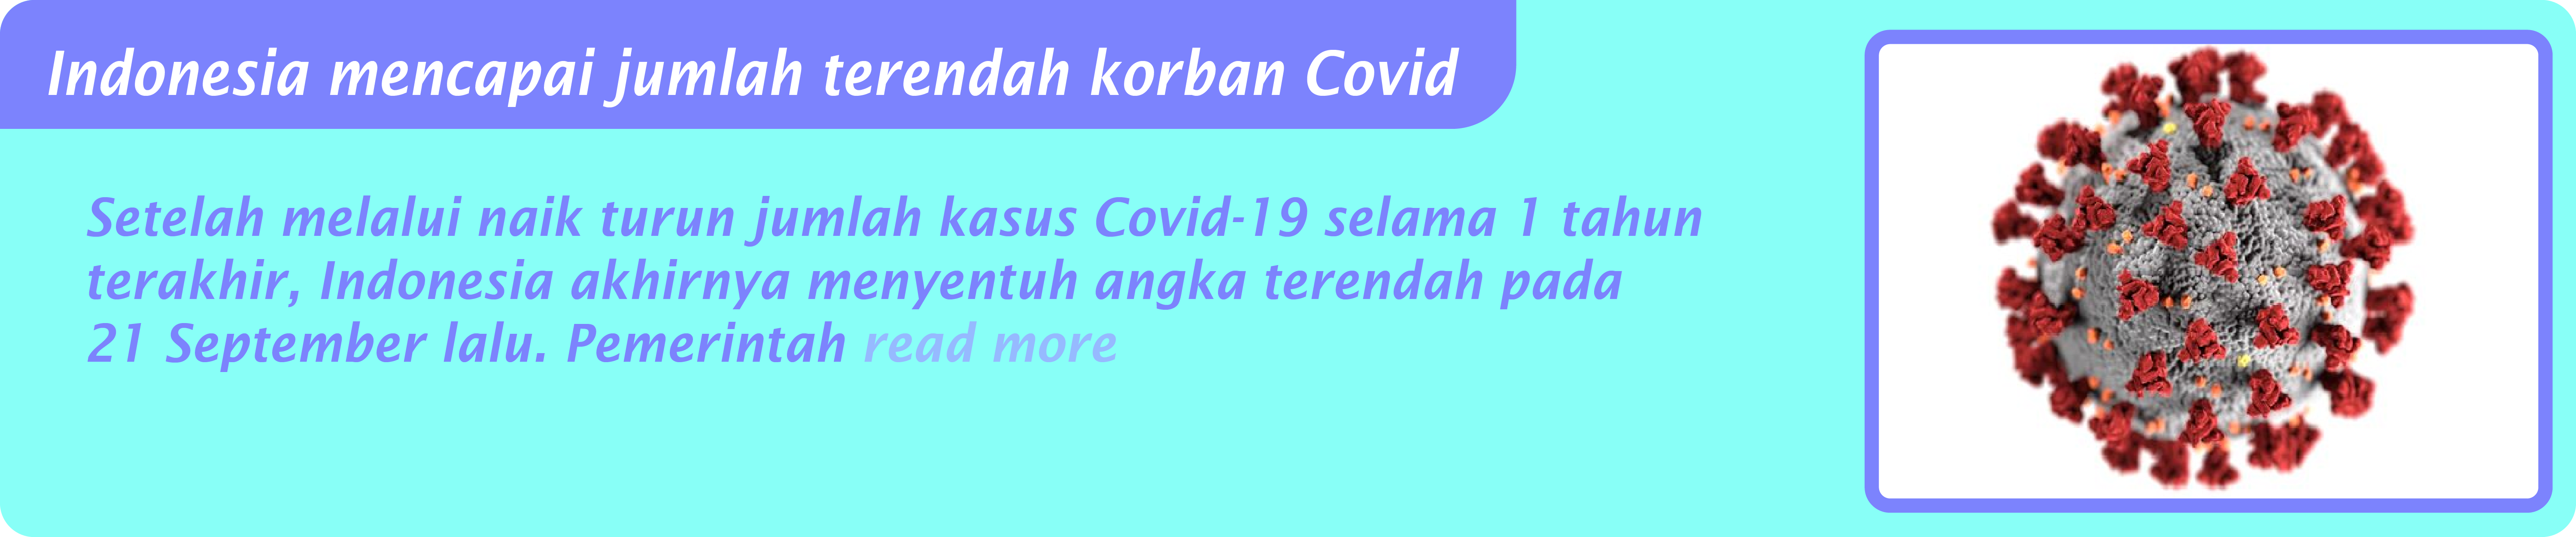 Indonesia mencapai jumlah terendah korban Covid
Setelah melalui naik turun jumlah kasus Covid-19 selama 1 tahun
terakhir, Indonesia akhirnya menyentuh angka terendah pada
21 September lalu. Pemerintah read more